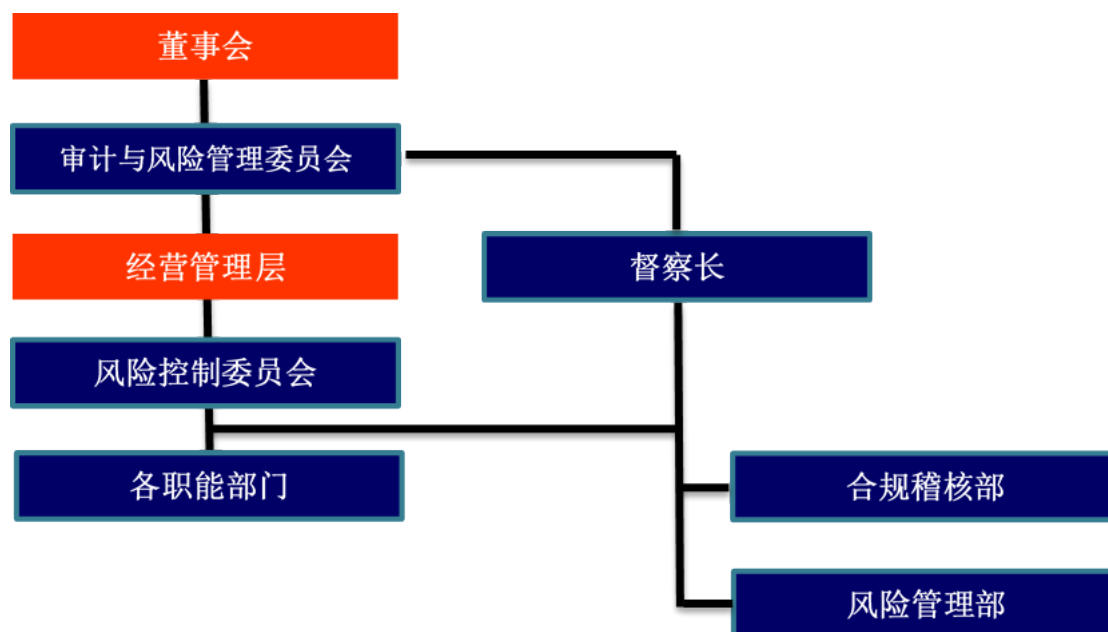 董事会
审计与风险管理委员会
经营管理层
督察长
风险控制委员会
各职能部门
合规稽核部
风险管理部